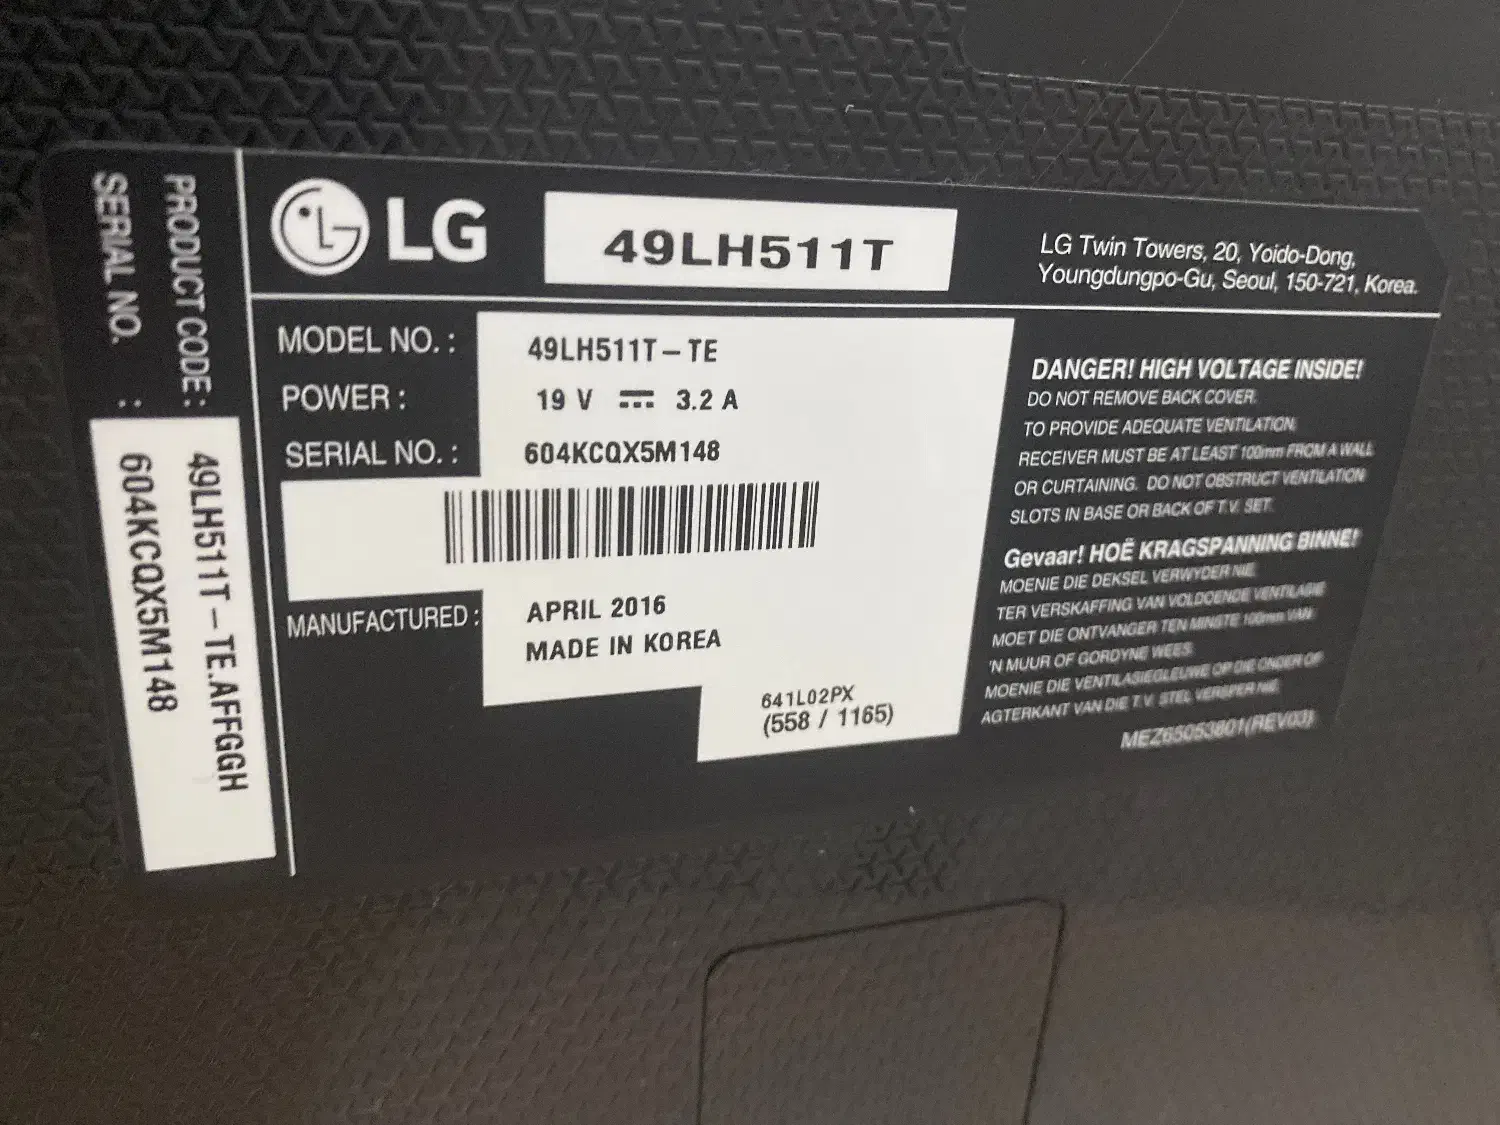 LG
49LH511T
LG Twin Towers, 20, Yoido-Dong,
Youngdungpo-Gu, Seoul, 150-721, Korea.
MODEL NO. : 49LH511T-TE
POWER : 19 V ⎓ 3.2 A
SERIAL NO. : 604KCQX5M148
MANUFACTURED : APRIL 2016
MADE IN KOREA
641L02PX
(558 / 1165)
DANGER! HIGH VOLTAGE INSIDE!
DO NOT REMOVE BACK COVER.
TO PROVIDE ADEQUATE VENTILATION,
RECEIVER MUST BE AT LEAST 100mm FROM A WALL
OR CURTAINING. DO NOT OBSTRUCT VENTILATION
SLOTS IN BASE OR BACK OF T.V. SET.
Gevaar! HOË KRAGSPANNING BINNE!
MOENIE DIE DEKSEL VERWYDER NIE.
TER VERSKAFFING VAN VOLDOENDE VENTILASIE
MOET DIE ONTVANGER TEN MINSTE 100mm VAN
'N MUUR OF GORDYNE WEES.
MOENIE DIE VENTILASIEGLEUWE OP DIE ONDER OF
AGTERKANT VAN DIE T.V. STEL VERSPER NIE.
MEZ65053801(REV03)
PRODUCT CODE : 49LH511T-TE.AFFGGH
SERIAL NO. : 604KCQX5M148